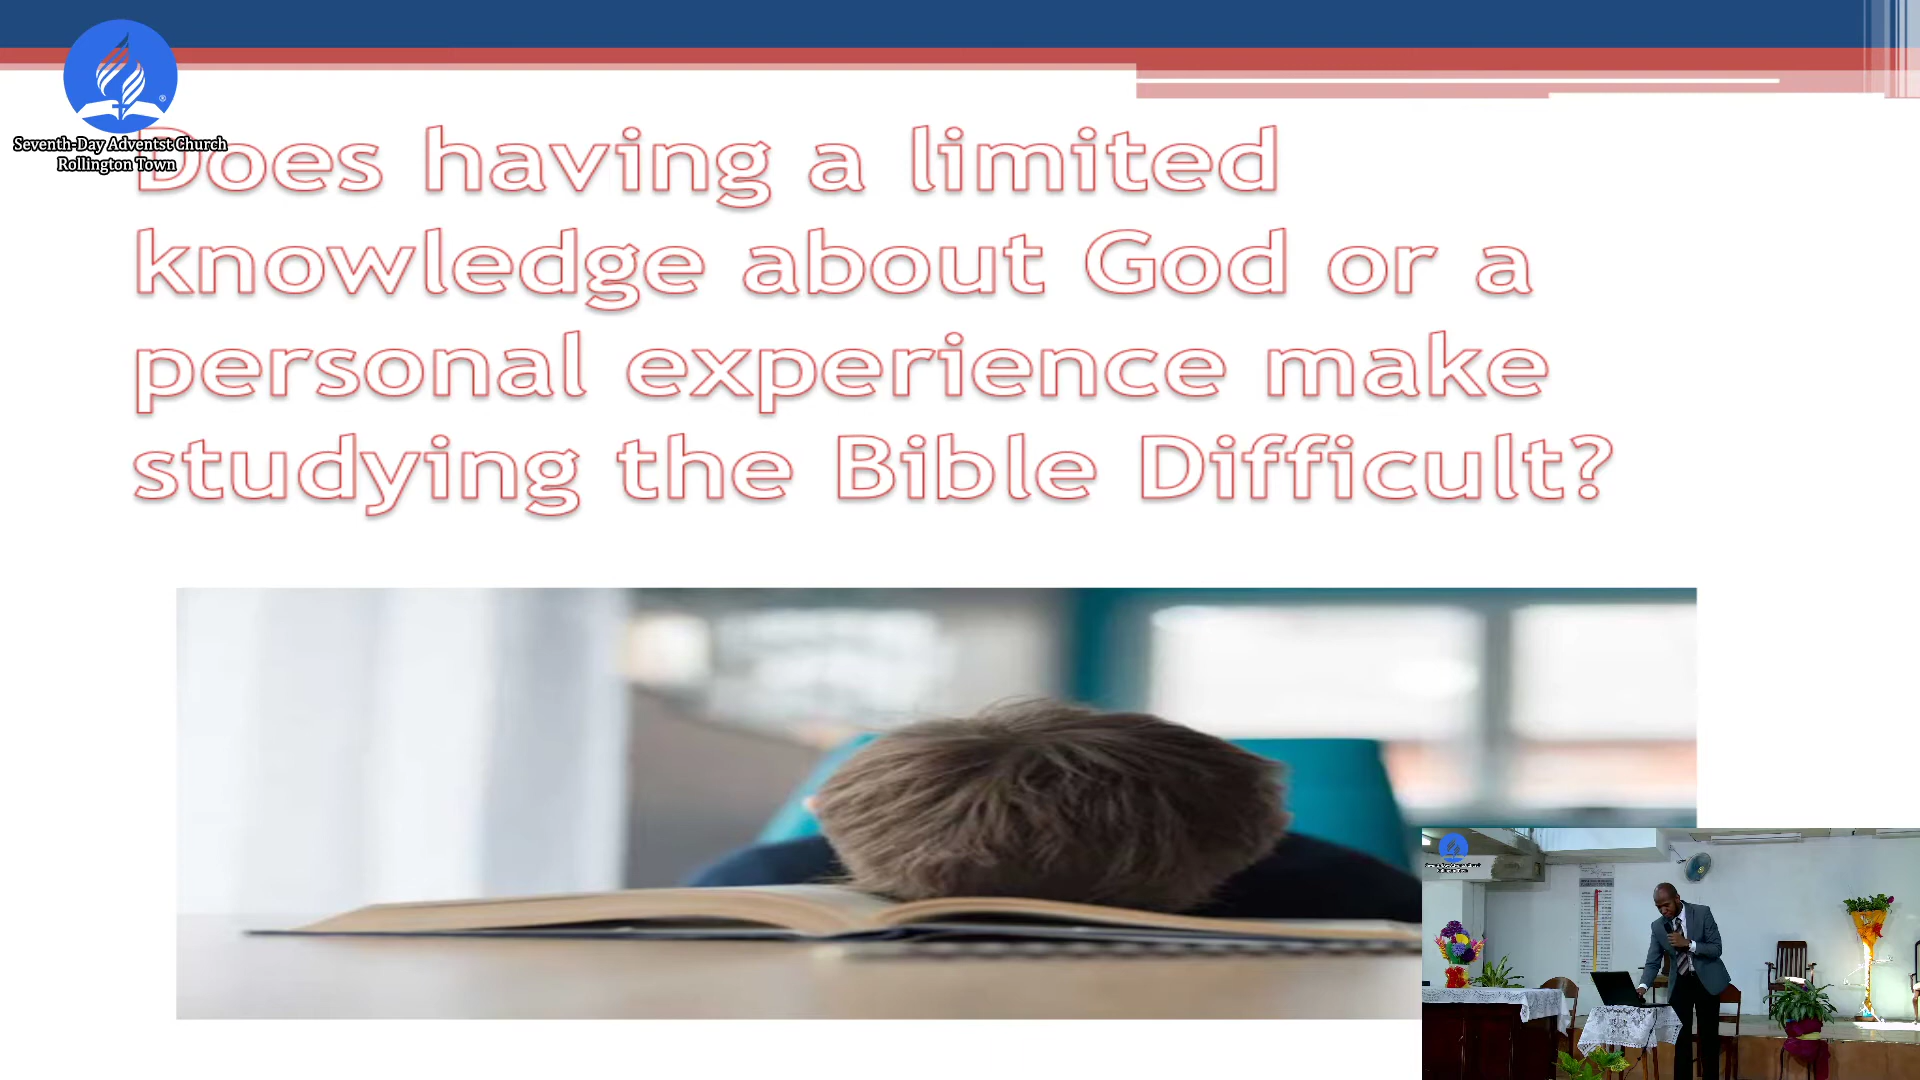 Seventh-Day Adventst Church
Rollington Town
Does having a limited
knowledge about God or a
personal experience make
studying the Bible Difficult?